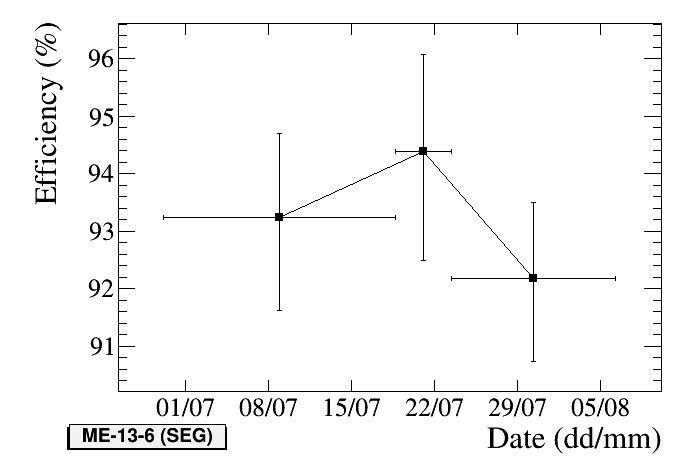 Efficiency (%)
96
95
94
93
92
91
01/07 08/07 15/07 22/07 29/07 05/08
ME-13-6 (SEG)
Date (dd/mm)